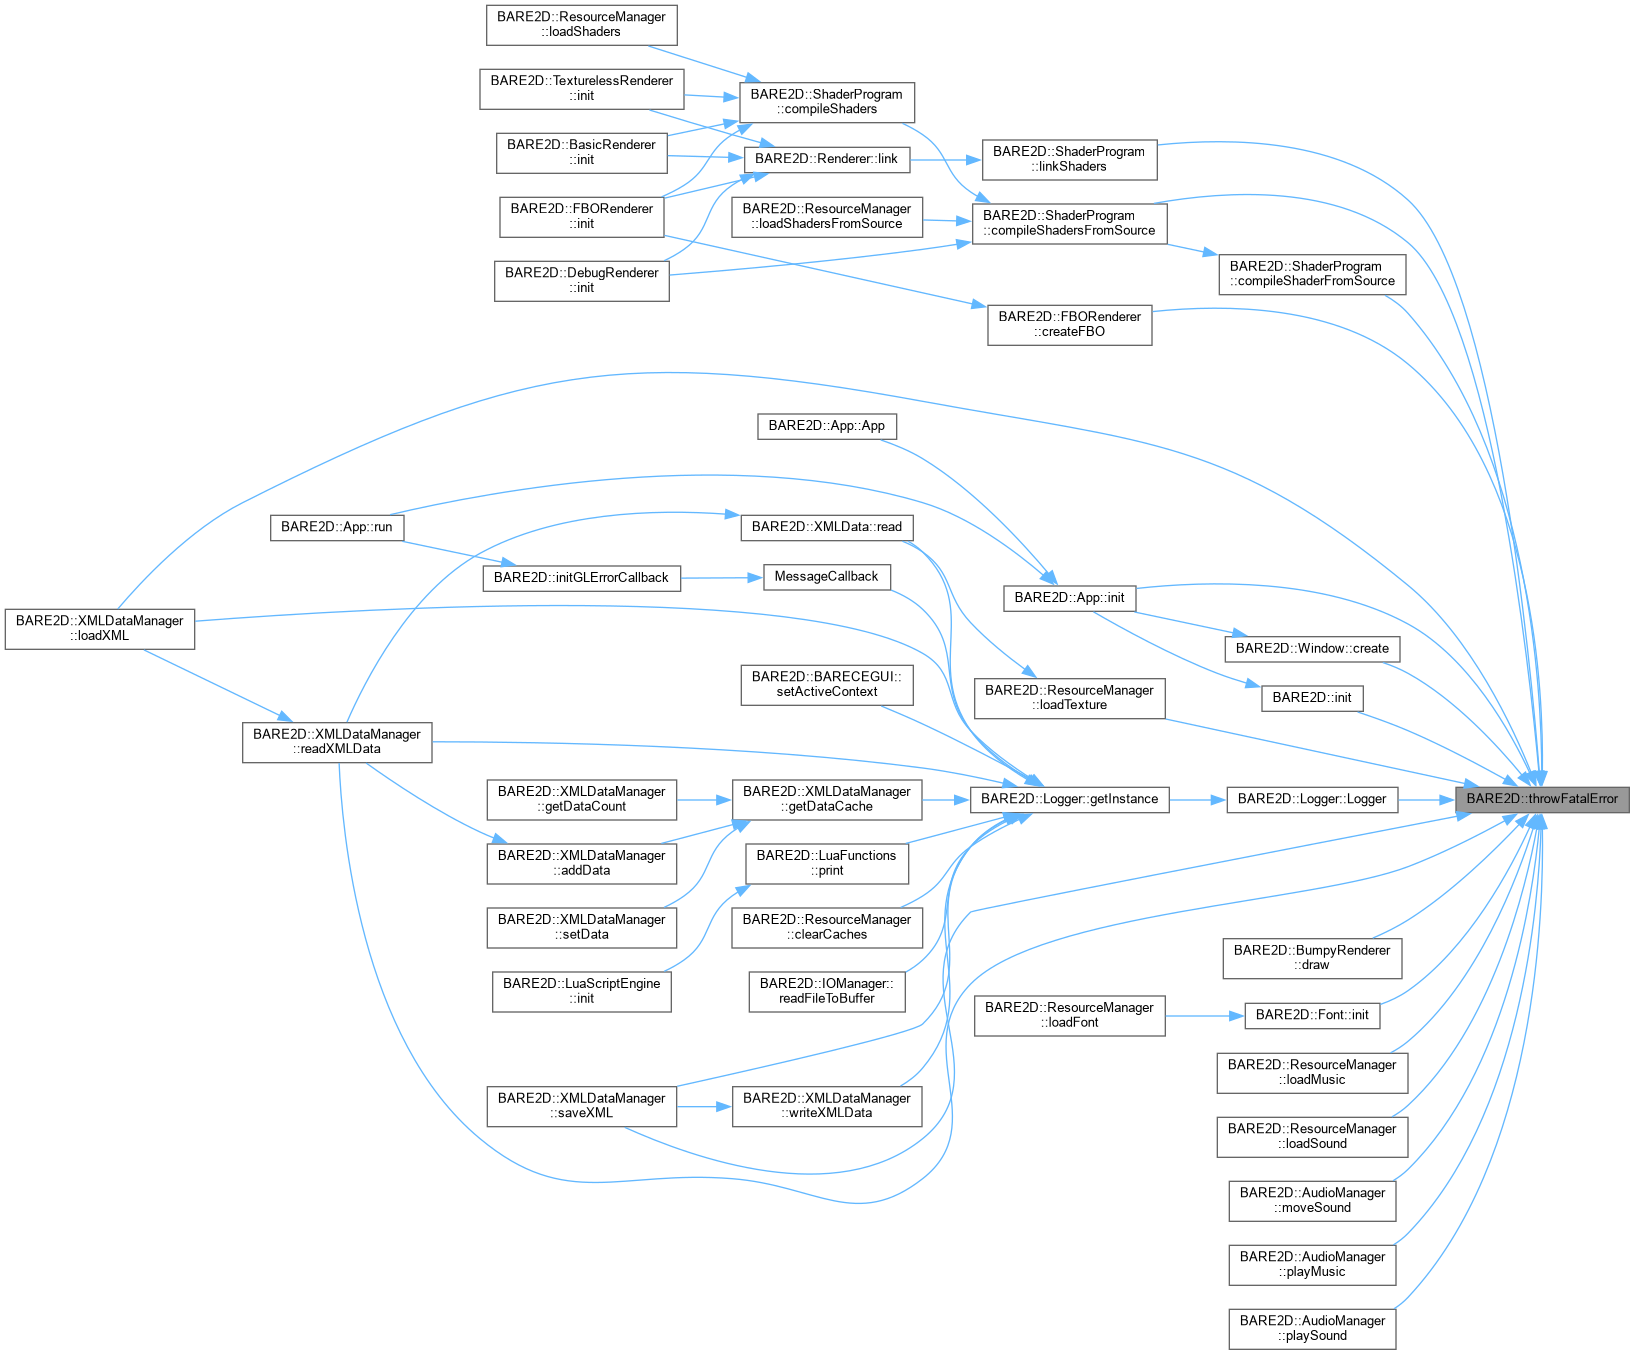 BARE2D::ResourceManager
::loadShaders
BARE2D::TexturelessRenderer
::init
BARE2D::ShaderProgram
::compileShaders
BARE2D::BasicRenderer
::init
BARE2D::Renderer::link
BARE2D::ShaderProgram
::linkShaders
BARE2D::FBORenderer
::init
BARE2D::ResourceManager
::loadShadersFromSource
BARE2D::ShaderProgram
::compileShadersFromSource
BARE2D::DebugRenderer
::init
BARE2D::ShaderProgram
::compileShaderFromSource
BARE2D::FBORenderer
::createFBO
BARE2D::App::App
BARE2D::App::run
BARE2D::XMLData::read
BARE2D::initGLErrorCallback
MessageCallback
BARE2D::App::init
BARE2D::XMLDataManager
::loadXML
BARE2D::Window::create
BARE2D::BARECEGUI::
setActiveContext
BARE2D::ResourceManager
::loadTexture
BARE2D::init
BARE2D::XMLDataManager
::readXMLData
BARE2D::XMLDataManager
::getDataCount
BARE2D::XMLDataManager
::getDataCache
BARE2D::Logger::getInstance
BARE2D::Logger::Logger
BARE2D::throwFatalError
BARE2D::XMLDataManager
::addData
BARE2D::LuaFunctions
::print
BARE2D::XMLDataManager
::setData
BARE2D::ResourceManager
::clearCaches
BARE2D::BumpyRenderer
::draw
BARE2D::LuaScriptEngine
::init
BARE2D::IOManager::
readFileToBuffer
BARE2D::ResourceManager
::loadFont
BARE2D::Font::init
BARE2D::ResourceManager
::loadMusic
BARE2D::XMLDataManager
::saveXML
BARE2D::XMLDataManager
::writeXMLData
BARE2D::ResourceManager
::loadSound
BARE2D::AudioManager
::moveSound
BARE2D::AudioManager
::playMusic
BARE2D::AudioManager
::playSound